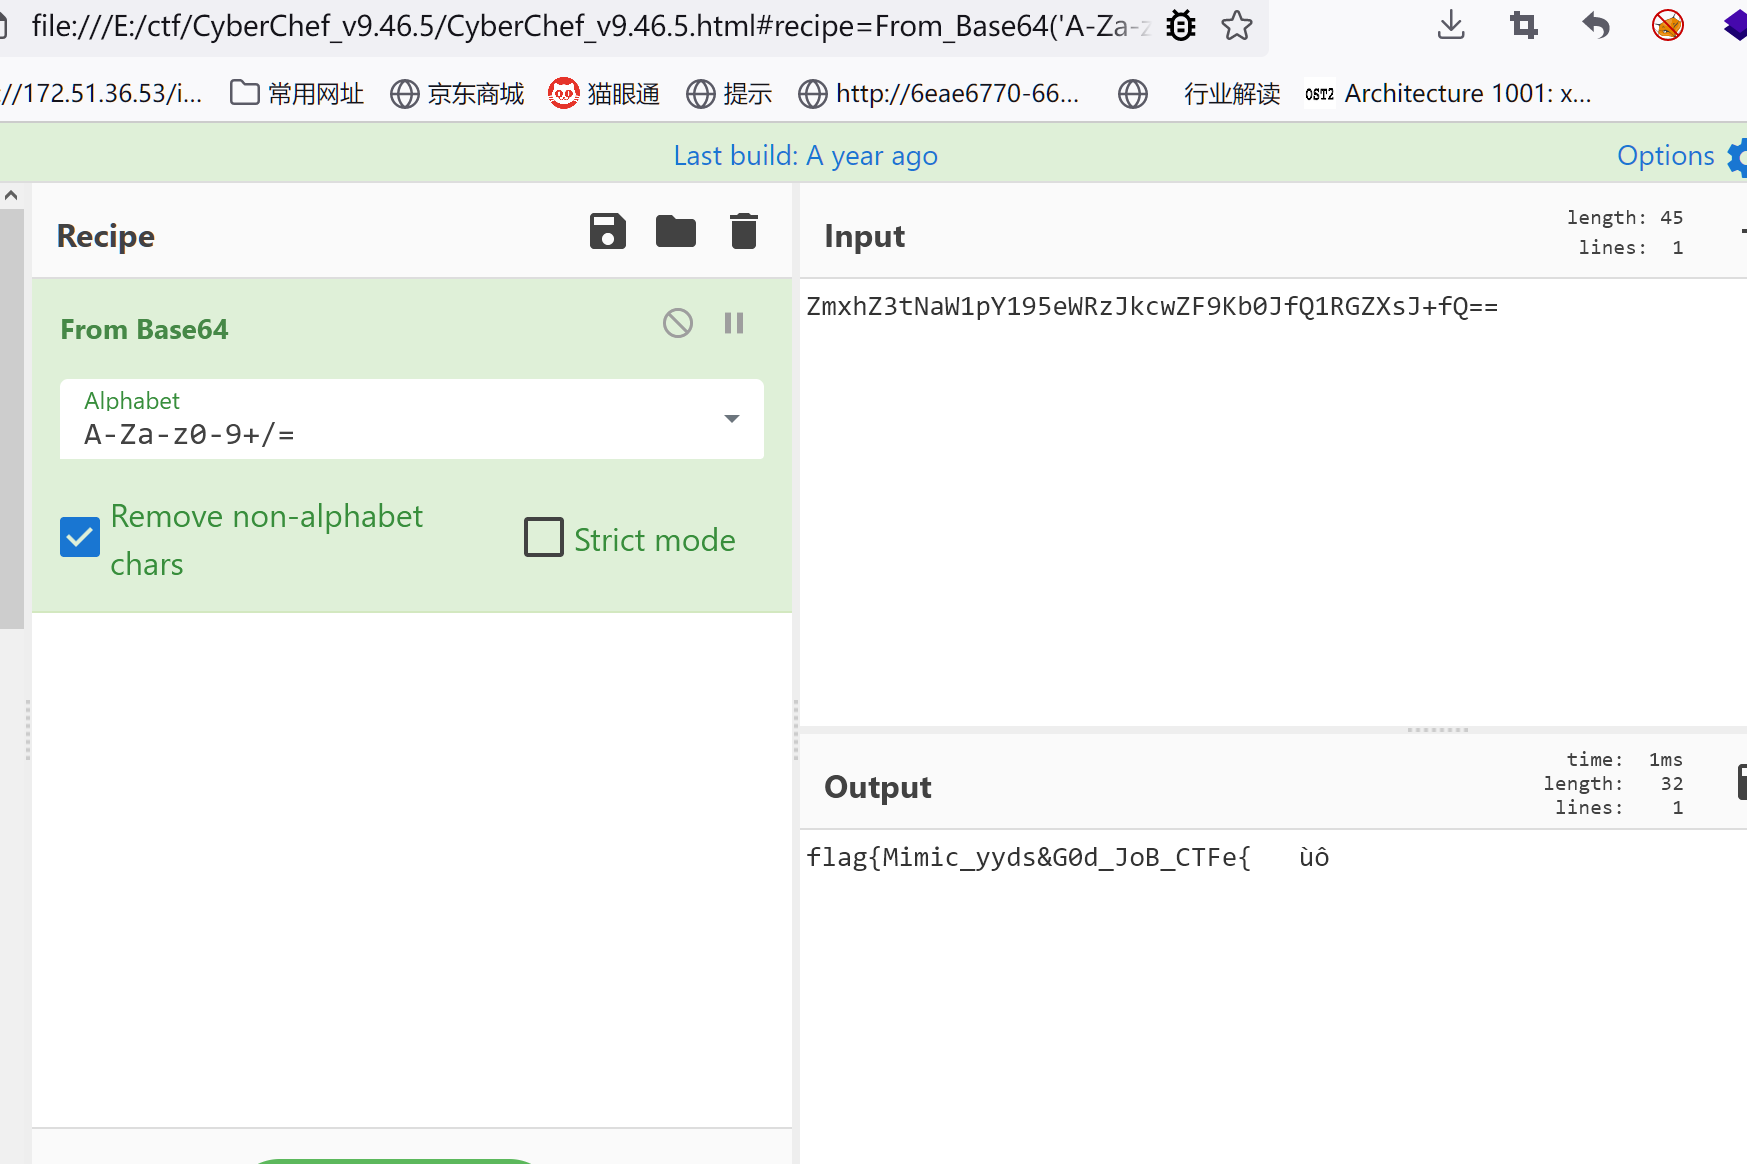 file:///E:/ctf/CyberChef_v9.46.5/CyberChef_v9.46.5.html#recipe=From_Base64('A-Za-z
://172.51.36.53/i... 常用网址 京东商城 猫眼通 提示 http://6eae6770-66... 行业解读 OST2 Architecture 1001: x...
Last build: A year ago
Options
Recipe
From Base64
Alphabet
A-Za-z0-9+/=
Remove non-alphabet
chars
Strict mode
Input
length: 45
lines: 1
ZmxhZ3tNaW1pY195eWRzJkcwZF9Kb0JfQ1RGZXsJ+fQ==
Output
time: 1ms
length: 32
lines: 1
flag{Mimic_yyds&G0d_JoB_CTFe{   ùô